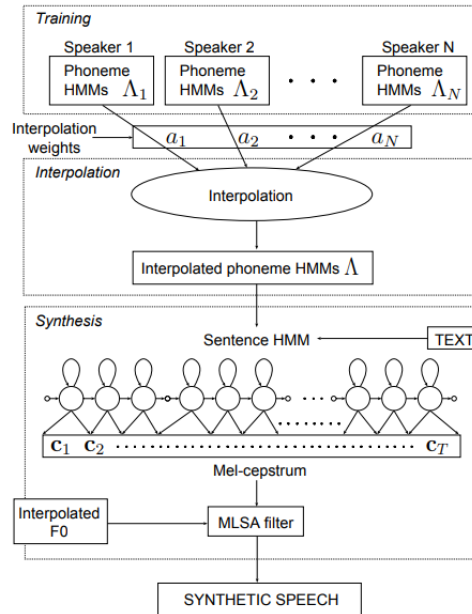 Training
Speaker 1 Speaker 2 Speaker N
Phoneme HMMs Λ1
Phoneme HMMs Λ2
· · ·
Phoneme HMMs ΛN
Interpolation weights
a1 a2 · · · aN
Interpolation
Interpolation
Interpolated phoneme HMMs Λ
Synthesis
Sentence HMM
TEXT
· · ·
c1 c2 ········ cT
Mel-cepstrum
Interpolated F0
MLSA filter
SYNTHETIC SPEECH